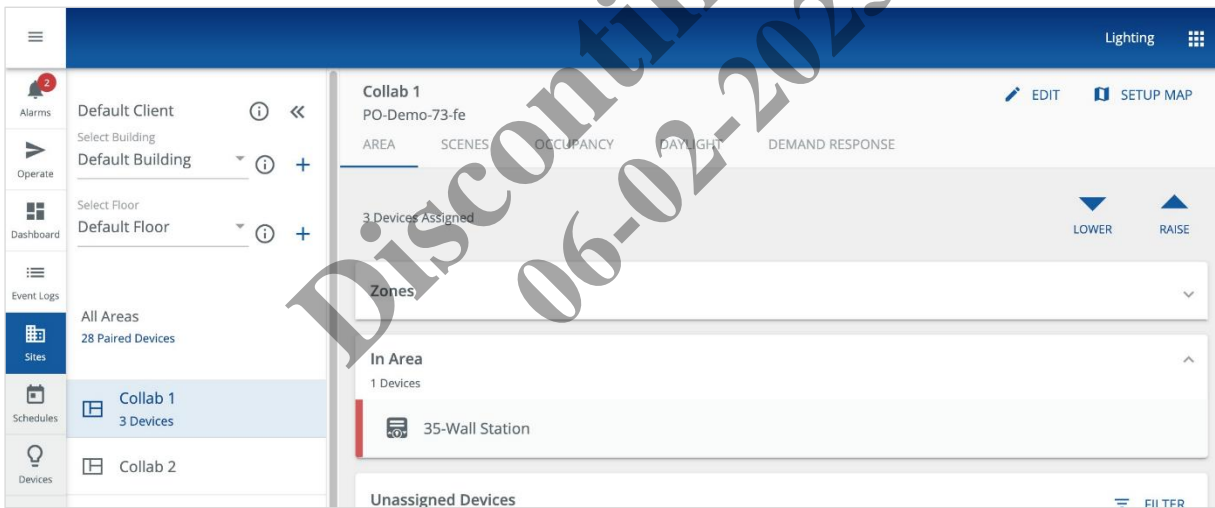 Lighting
2
Alarms
Operate
Dashboard
Event Logs
Sites
Schedules
Devices
Default Client
Select Building
Default Building
Select Floor
Default Floor
All Areas
28 Paired Devices
Collab 1
3 Devices
Collab 2
Collab 1
PO-Demo-73-fe
EDIT
SETUP MAP
AREA SCENES OCCUPANCY DAYLIGHT DEMAND RESPONSE
3 Devices Assigned
LOWER RAISE
Zones
In Area
1 Devices
35-Wall Station
Unassigned Devices
FILTER
06-02-202